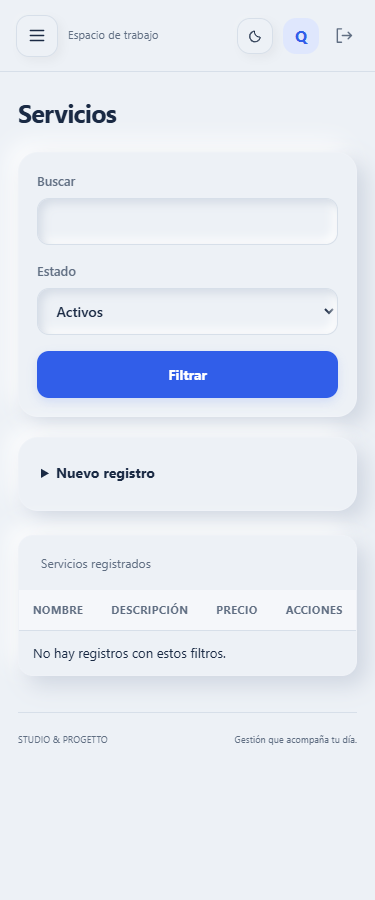 Espacio de trabajo
Q
Servicios
Buscar
Estado
Activos
Filtrar
Nuevo registro
Servicios registrados
NOMBRE DESCRIPCIÓN PRECIO ACCIONES
No hay registros con estos filtros.
STUDIO & PROGETTO Gestión que acompaña tu día.